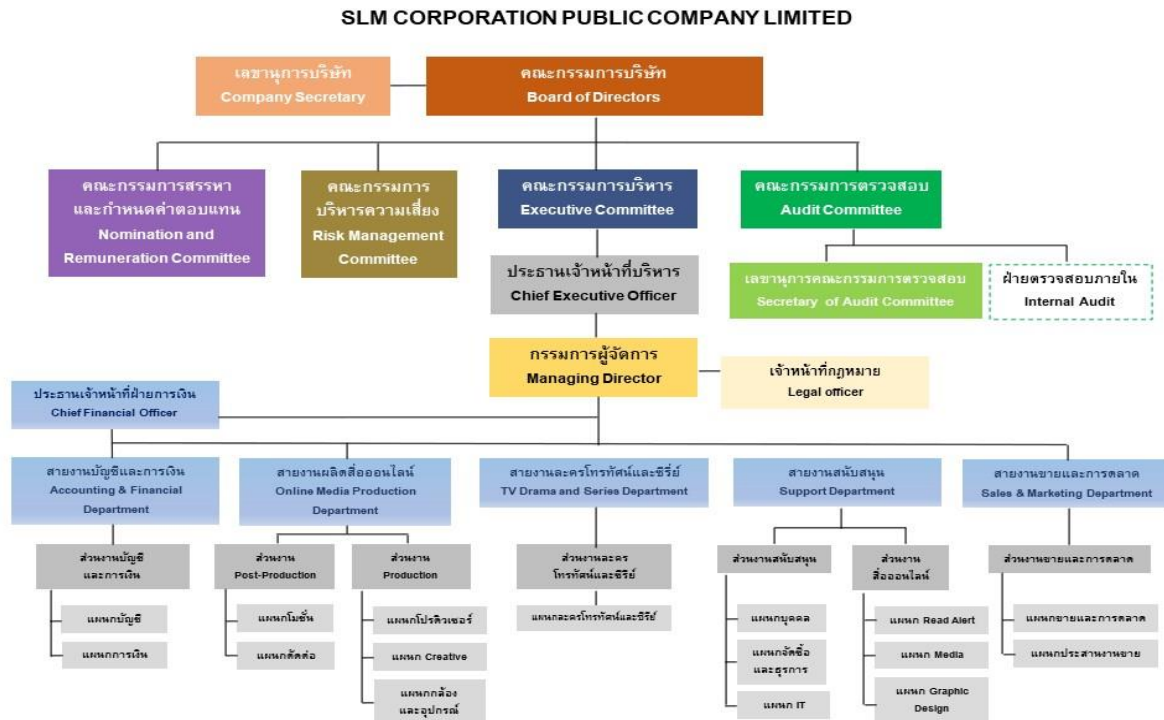 SLM CORPORATION PUBLIC COMPANY LIMITED
เลขานุการบริษัท
Company Secretary
คณะกรรมการบริษัท
Board of Directors
คณะกรรมการสรรหา
และกำหนดค่าตอบแทน
Nomination and
Remuneration Committee
คณะกรรมการ
บริหารความเสี่ยง
Risk Management
Committee
คณะกรรมการบริหาร
Executive Committee
คณะกรรมการตรวจสอบ
Audit Committee
ประธานเจ้าหน้าที่บริหาร
Chief Executive Officer
เลขานุการคณะกรรมการตรวจสอบ
Secretary of Audit Committee
ฝ่ายตรวจสอบภายใน
Internal Audit
กรรมการผู้จัดการ
Managing Director
เจ้าหน้าที่กฎหมาย
Legal officer
ประธานเจ้าหน้าที่ฝ่ายการเงิน
Chief Financial Officer
สายงานบัญชีและการเงิน
Accounting & Financial
Department
สายงานผลิตสื่อออนไลน์
Online Media Production
Department
สายงานละครโทรทัศน์และซีรี่ย์
TV Drama and Series Department
สายงานสนับสนุน
Support Department
สายงานขายและการตลาด
Sales & Marketing Department
ส่วนงานบัญชี
และการเงิน
แผนกบัญชี
แผนกการเงิน
ส่วนงาน
Post-Production
แผนกโมชั่น
แผนกตัดต่อ
ส่วนงาน
Production
แผนกโปรดิวเซอร์
แผนก Creative
แผนกกล้อง
และอุปกรณ์
ส่วนงานละคร
โทรทัศน์และซีรีย์
แผนกละครโทรทัศน์และซีรีย์
ส่วนงานสนับสนุน
แผนกบุคคล
แผนกจัดซื้อ
และธุรการ
แผนก IT
ส่วนงาน
สื่อออนไลน์
แผนก Read Alert
แผนก Media
แผนก Graphic
Design
ส่วนงานขายและการตลาด
แผนกขายและการตลาด
แผนกประสานงานขาย